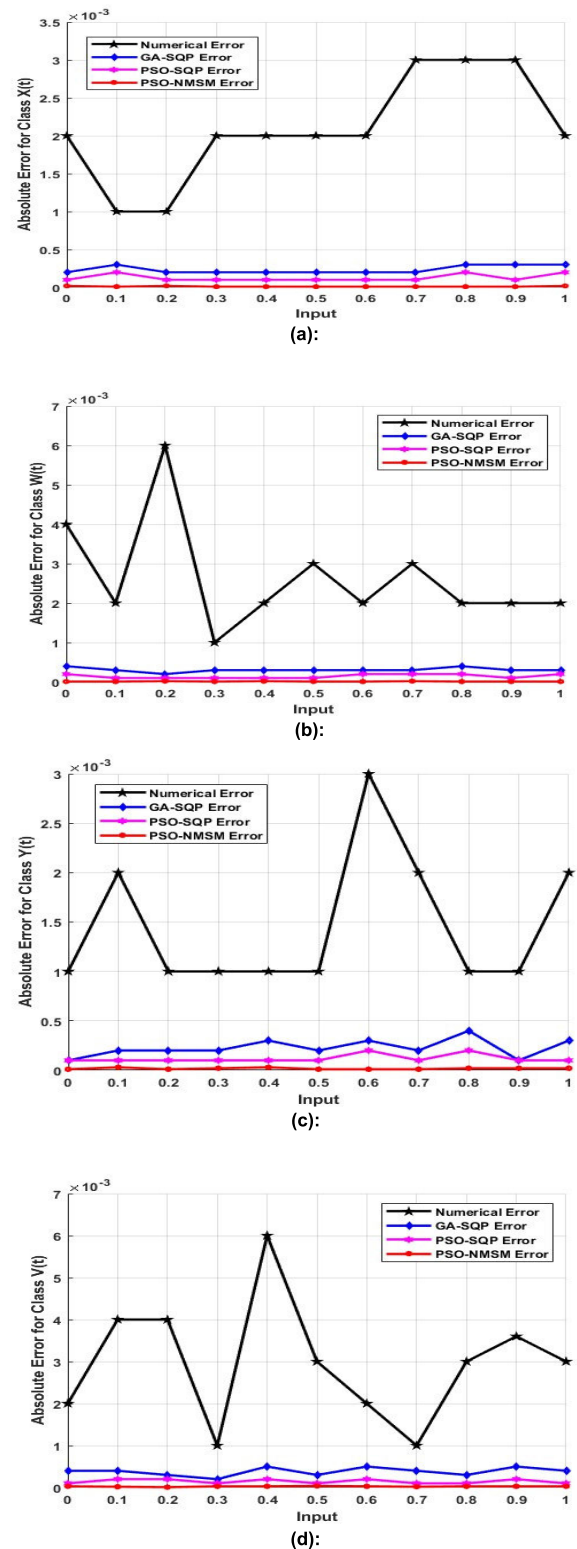 ×10⁻³
3.5
3
2.5
2
1.5
1
0.5
0
Absolute Error for Class X(t)
Numerical Error
GA-SQP Error
PSO-SQP Error
PSO-NMSM Error
0 0.1 0.2 0.3 0.4 0.5 0.6 0.7 0.8 0.9 1
Input
(a):
×10⁻³
7
6
5
4
3
2
1
0
Absolute Error for Class W(t)
Numerical Error
GA-SQP Error
PSO-SQP Error
PSO-NMSM Error
0 0.1 0.2 0.3 0.4 0.5 0.6 0.7 0.8 0.9 1
Input
(b):
×10⁻³
3
2.5
2
1.5
1
0.5
0
Absolute Error for Class Y(t)
Numerical Error
GA-SQP Error
PSO-SQP Error
PSO-NMSM Error
0 0.1 0.2 0.3 0.4 0.5 0.6 0.7 0.8 0.9 1
Input
(c):
×10⁻³
7
6
5
4
3
2
1
0
Absolute Error for Class V(t)
Numerical Error
GA-SQP Error
PSO-SQP Error
PSO-NMSM Error
0 0.1 0.2 0.3 0.4 0.5 0.6 0.7 0.8 0.9 1
Input
(d):